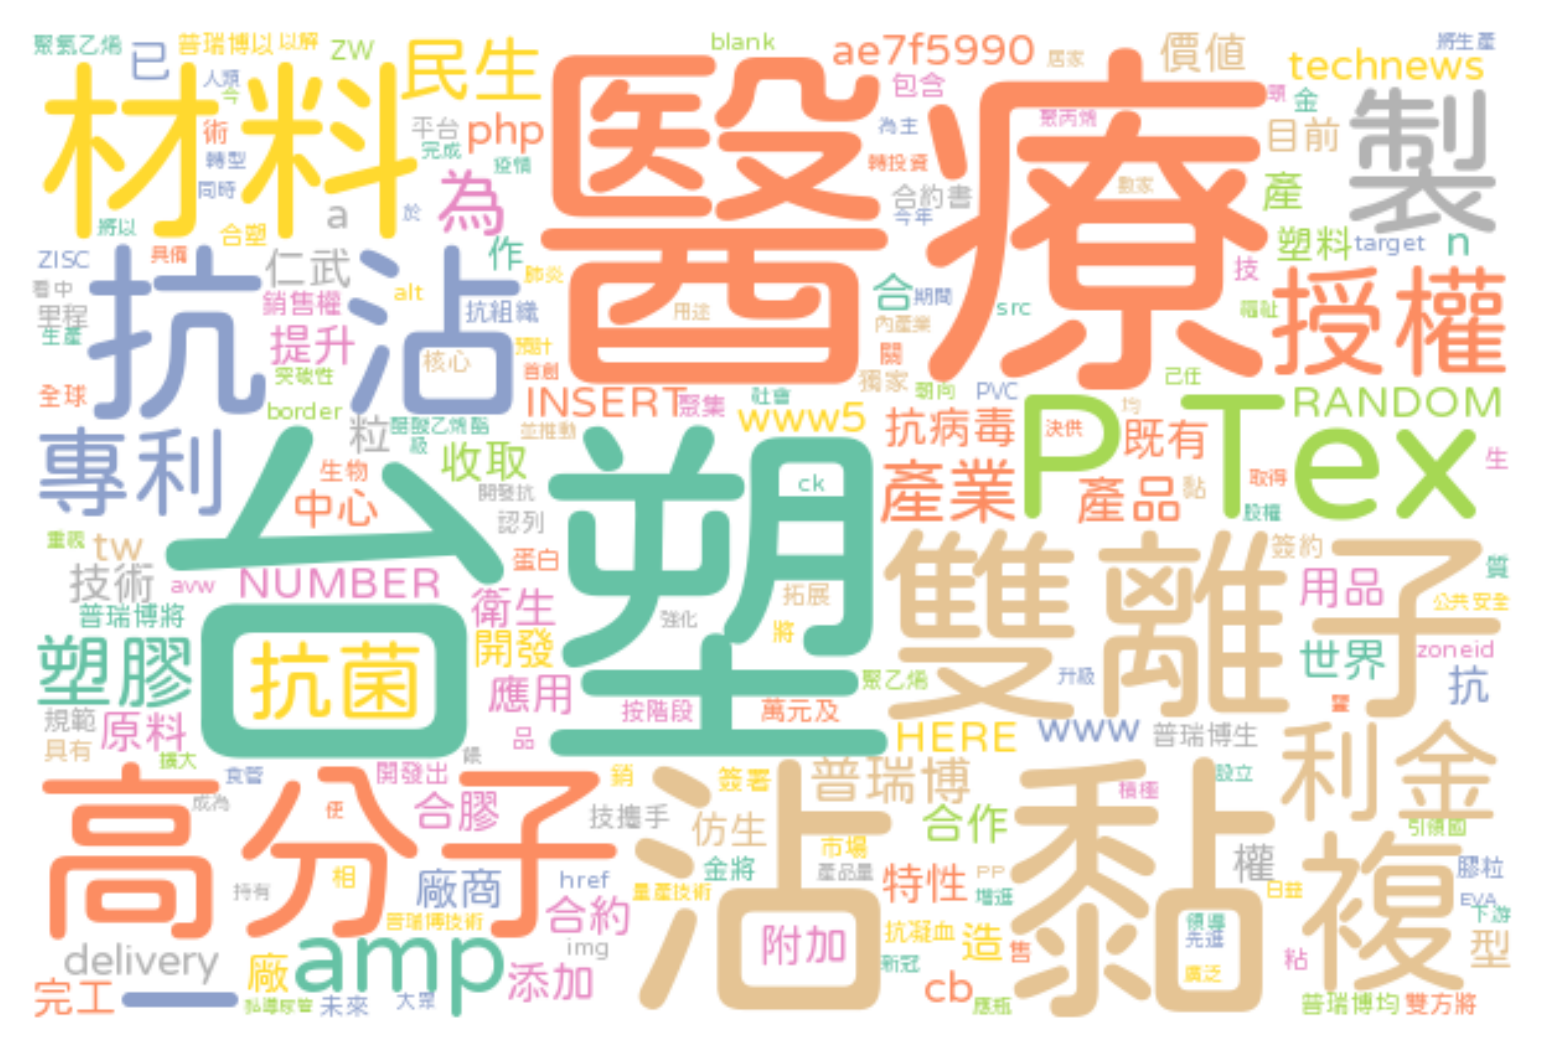 聚氯乙烯
已
普瑞博以
以解
ZW
民生
blank
ae7f5990
居家
價值
將生產
technews
材料
人類
今
術
轉型
同時
平台
完成
php
疫情
醫療
包含
為主
聚丙烯
轉投資
合約書
今年
數家
金
目前
製
產
將以
合塑
a
於
為
ZISC
具備
仁武
作
肺炎
塑料
target
n
技
看中
里程
生產
抗沾
銷售權
alt
抗組織
提升
核心
預計
突破性
首創
用途
合
期間
src
內產業
福祉
授權
關
獨家
全球
border
粒
醋酸乙烯酯
級
INSERT
聚集
並推動
社會
www5
朝向
PVC
己任
均
RANDOM
專利
生物
中心
收取
開發抗
認列
抗病毒
PTex
決供
既有
產業
產品
黏
取得
股權
生
台塑
ck
重視
tw
技術
avw
NUMBER
蛋白
衛生
普瑞博將
強化
拓展
將
雙離子
簽約
質
用品
公共安全
塑膠
抗菌
開發
應用
聚乙烯
升級
世界
zoneid
抗
規範
具有
原料
擴大
品
按階段
萬元及
HERE
www
普瑞博生
利金
食管
成為
開發出
銷
簽署
普瑞博
積極
設立
引領國
高分子
使
合膠
技攜手
沾黏
仿生
市場
合作
權
複
膠粒
持有
相
廠商
href
量產技術
金將
產品量
特性
PP
增進
日益
EVA
下游
普瑞博技術
合約
附加
抗凝血
造
售
領導
先進
型
delivery
廠
amp
img
添加
新冠
cb
應瓶
廣泛
粘
完工
一
未來
大眾
普瑞博均
雙方將